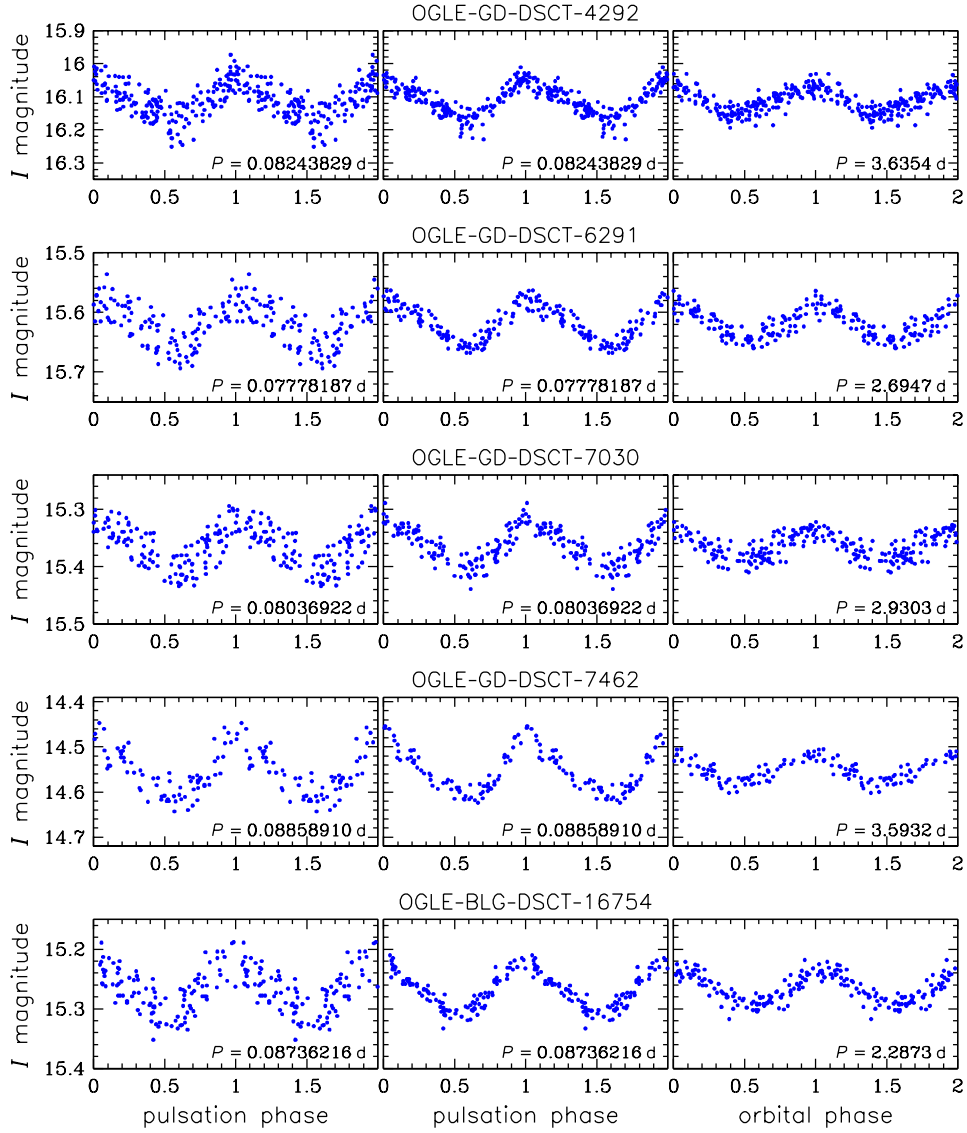 OGLE-GD-DSCT-4292
I magnitude
15.9
16
16.1
16.2
16.3
P = 0.08243829 d
P = 0.08243829 d
P = 3.6354 d
0 0.5 1 1.5 0 0.5 1 1.5 0 0.5 1 1.5 2
OGLE-GD-DSCT-6291
I magnitude
15.5
15.6
15.7
P = 0.07778187 d
P = 0.07778187 d
P = 2.6947 d
0 0.5 1 1.5 0 0.5 1 1.5 0 0.5 1 1.5 2
OGLE-GD-DSCT-7030
I magnitude
15.3
15.4
15.5
P = 0.08036922 d
P = 0.08036922 d
P = 2.9303 d
0 0.5 1 1.5 0 0.5 1 1.5 0 0.5 1 1.5 2
OGLE-GD-DSCT-7462
I magnitude
14.4
14.5
14.6
14.7
P = 0.08858910 d
P = 0.08858910 d
P = 3.5932 d
0 0.5 1 1.5 0 0.5 1 1.5 0 0.5 1 1.5 2
OGLE-BLG-DSCT-16754
I magnitude
15.2
15.3
15.4
P = 0.08736216 d
P = 0.08736216 d
P = 2.2873 d
0 0.5 1 1.5 0 0.5 1 1.5 0 0.5 1 1.5 2
pulsation phase
pulsation phase
orbital phase